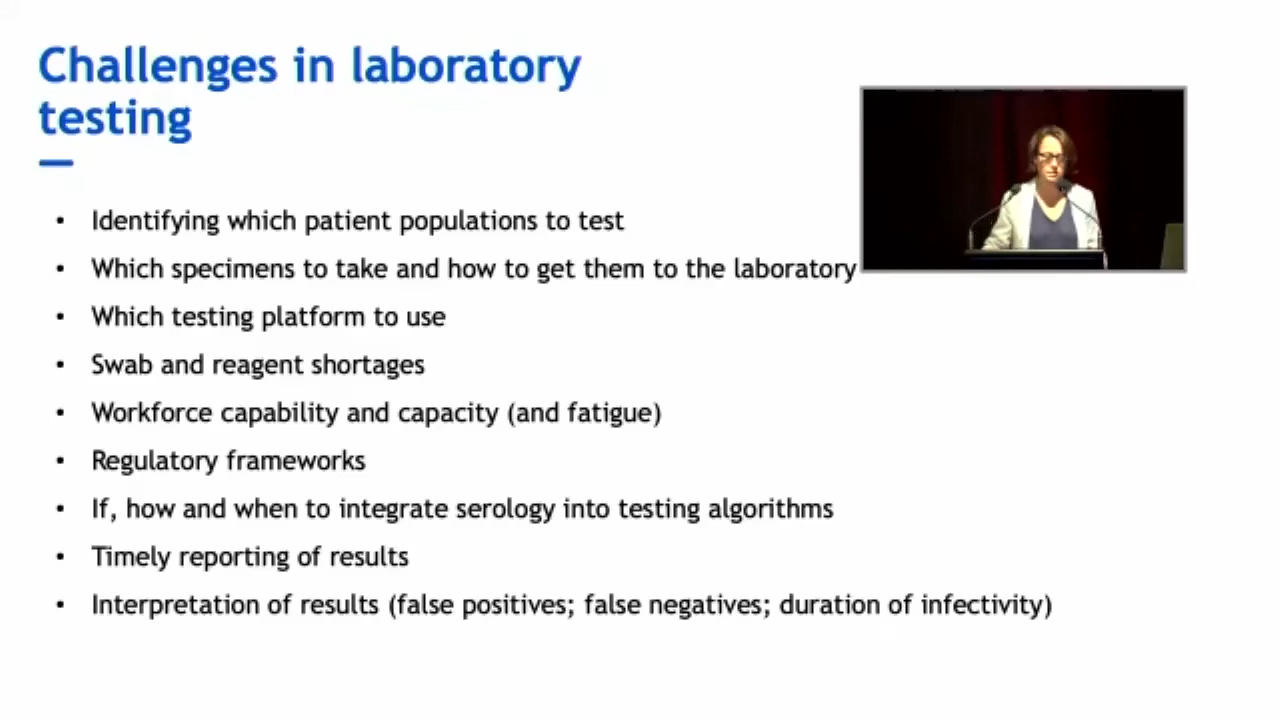 Challenges in laboratory
testing
• Identifying which patient populations to test
• Which specimens to take and how to get them to the laboratory
• Which testing platform to use
• Swab and reagent shortages
• Workforce capability and capacity (and fatigue)
• Regulatory frameworks
• If, how and when to integrate serology into testing algorithms
• Timely reporting of results
• Interpretation of results (false positives; false negatives; duration of infectivity)